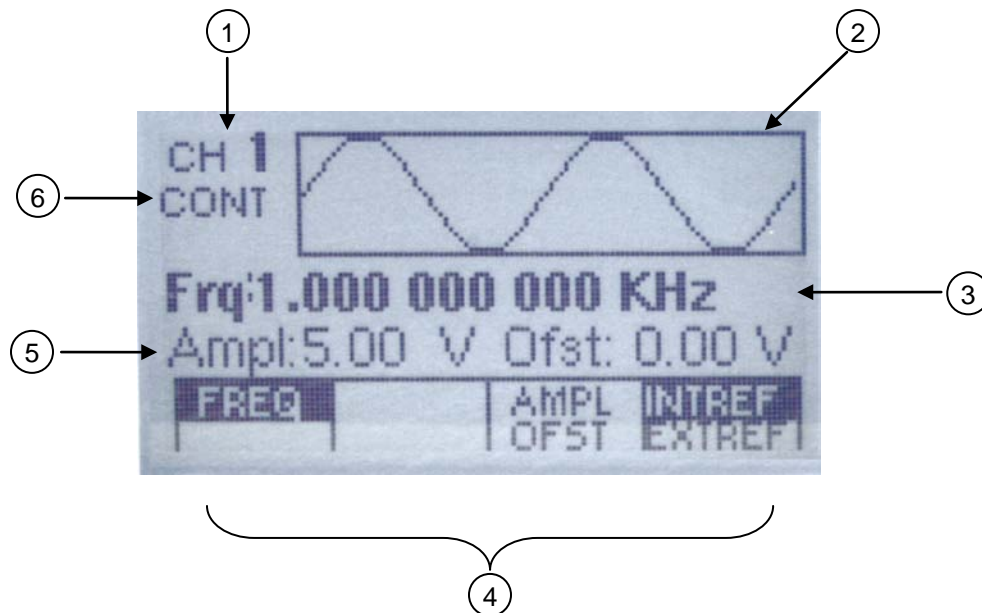 1
2
CH 1
6
CONT
Frq:1.000 000 000 KHz
3
5
Ampl:5.00 V Ofst: 0.00 V
FREQ AMPL INTREF
OFST EXTREF
4